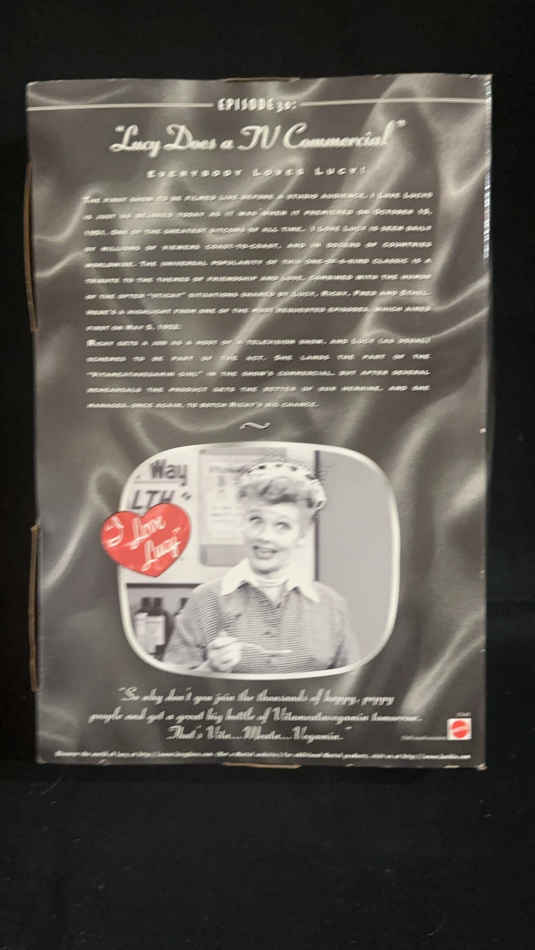 EPISODE 30:
"Lucy Does a TV Commercial"
EVERYBODY LOVES LUCY!
THE FIRST SHOW TO BE FILMED LIVE BEFORE A STUDIO AUDIENCE, I LOVE LUCY®
IS JUST AS BELOVED TODAY AS IT WAS WHEN IT PREMIERED ON OCTOBER 15,
1951. ONE OF THE GREATEST SITCOMS OF ALL TIME, I LOVE LUCY IS SEEN DAILY
BY MILLIONS OF VIEWERS COAST-TO-COAST, AND IN DOZENS OF COUNTRIES
WORLDWIDE. THE UNIVERSAL POPULARITY OF THIS ONE-OF-A-KIND CLASSIC IS A
TRIBUTE TO THE THEMES OF FRIENDSHIP AND LOVE, COMBINED WITH THE HUMOR
OF THE OFTEN "STICKY" SITUATIONS SHARED BY LUCY, RICKY, FRED AND ETHEL.
HERE'S A HIGHLIGHT FROM ONE OF THE MOST REQUESTED EPISODES, WHICH AIRED
FIRST ON MAY 5, 1952:
RICKY GETS A JOB AS A HOST OF A TELEVISION SHOW, AND LUCY (AS USUAL)
SCHEMES TO BE PART OF THE ACT. SHE LANDS THE PART OF THE
"VITAMEATAVEGAMIN GIRL" IN THE SHOW'S COMMERCIAL. BUT AFTER SEVERAL
REHEARSALS THE PRODUCT GETS THE BETTER OF OUR HEROINE, AND SHE
MANAGES, ONCE AGAIN, TO BOTCH RICKY'S BIG CHANCE.
Way
LTH"
I Love
Lucy
"So why don't you join the thousands of happy, peppy
people and get a great big bottle of Vitameatavegamin tomorrow.
That's Vita...Meata...Vegamin."